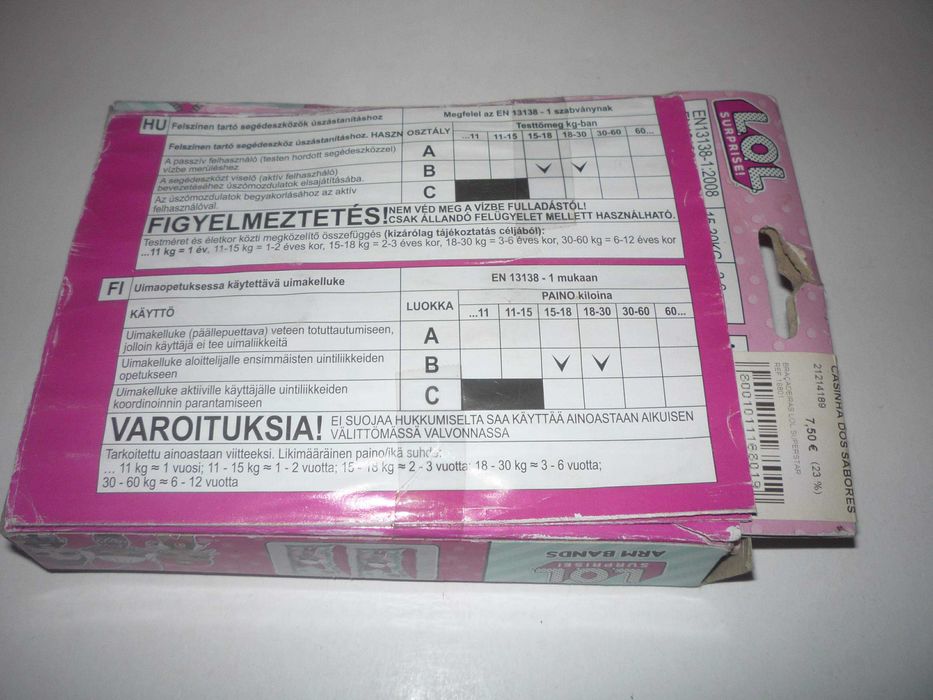 HU Felszínen tartó segédeszközök úszástanításhoz
Megfelel az EN 13138 - 1 szabványnak
Felszínen tartó segédeszköz úszástanításhoz. HASZN
OSZTÁLY
Testtömeg kg-ban
...11 11-15 15-18 18-30 30-60 60...
A passzív felhasználó (testen hordott segédeszközzel)
vízbe merüléshez
A
A segédeszközt viselő (aktív felhasználó)
bevezetéséhez úszómozdulatok elsajátításába.
B
Az úszómozdulatok begyakorlásához az aktív
felhasználóval.
C
FIGYELMEZTETÉS!
NEM VÉD MEG A VÍZBE FULLADÁSTÓL!
CSAK ÁLLANDÓ FELÜGYELET MELLETT HASZNÁLHATÓ.
Testméret és életkor közti megközelítő összefüggés (kizárólag tájékoztatás céljából):
...11 kg = 1 év, 11-15 kg = 1-2 éves kor, 15-18 kg = 2-3 éves kor, 18-30 kg = 3-6 éves kor, 30-60 kg = 6-12 éves kor
FI Uimaopetuksessa käytettävä uimakelluke
EN 13138 - 1 mukaan
KÄYTTÖ
LUOKKA
PAINO kiloina
...11 11-15 15-18 18-30 30-60 60...
Uimakelluke (päällepuettava) veteen totuttautumiseen,
jolloin käyttäjä ei tee uimaliikkeitä
A
Uimakelluke aloittelijalle ensimmäisten uintiliikkeiden
opetukseen
B
Uimakelluke aktiiville käyttäjälle uintiliikkeiden
koordinoinnin parantamiseen
C
VAROITUKSIA!
EI SUOJAA HUKKUMISELTA SAA KÄYTTÄÄ AINOASTAAN AIKUISEN
VÄLITTÖMÄSSÄ VALVONNASSA
Tarkoitettu ainoastaan viitteeksi. Likimääräinen paino/ikä suhde:
... 11 kg ≈ 1 vuosi; 11 - 15 kg ≈ 1 - 2 vuotta; 15 - 18 kg ≈ 2 - 3 vuotta; 18 - 30 kg ≈ 3 - 6 vuotta;
30 - 60 kg ≈ 6 - 12 vuotta
EN13138-1:2008
L.O.L
SURPRISE!
CASINHA DOS SABORES
21214189
7,50 € (23 %)
BRAÇADEIRAS LOL SUPERSTAR
8001011168019
L.O.L
SURPRISE!
ARM BANDS